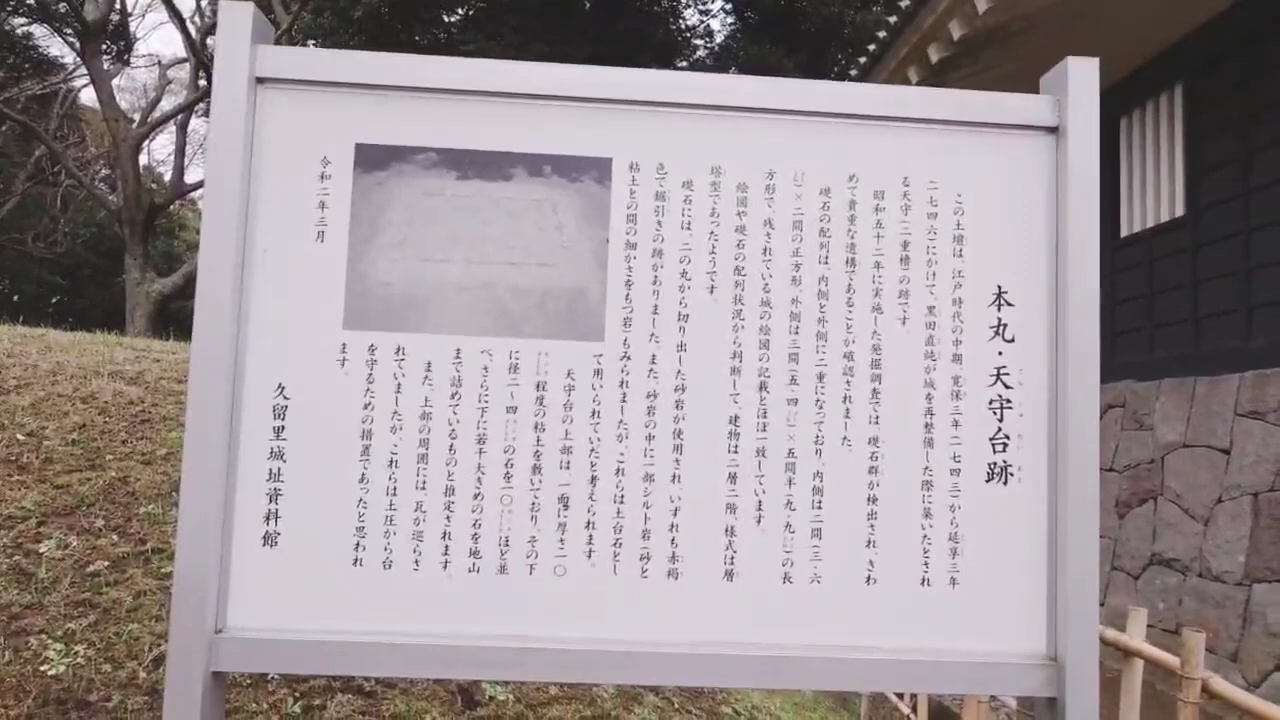 本丸・天守台跡
この土壇は、江戸時代の中期、寛保三年(一七四三)から延享三年
(一七四六)にかけて、黒田直純が城を再整備した際に築いたとされ
る天守(二重櫓)の跡です。
昭和五十一年に実施した発掘調査では、礎石群が検出され、きわ
めて貴重な遺構であることが確認されました。
礎石の配列は、内側と外側に二重になっており、内側は二間(三・六
)×二間の正方形、外側は三間(五・四)×五間半(九・九)の長
方形で、残されている城の絵図の記載とほぼ一致しています。
絵図や礎石の配列状況から判断して、建物は二層二階、様式は層
塔型であったようです。
礎石には、二の丸から切り出した砂岩が使用され、いずれも赤褐
色で鋸引きの跡がありました。また、砂岩の中に一部シルト岩(砂と
粘土との間の細かさをもつ岩)もみられましたが、これらは土台石とし
て用いられていたと考えられます。
天守台の上部は、一面に厚さ一〇
程度の粘土を敷いており、その下
に径二〜四の石を一〇ほど並
べ、さらに下に若干大きめの石を地山
まで詰めているものと推定されます。
また、上部の周囲には、瓦が巡らさ
れていましたが、これらは土圧から台
を守るための措置であったと思われ
ます。
令和二年三月
久留里城址資料館